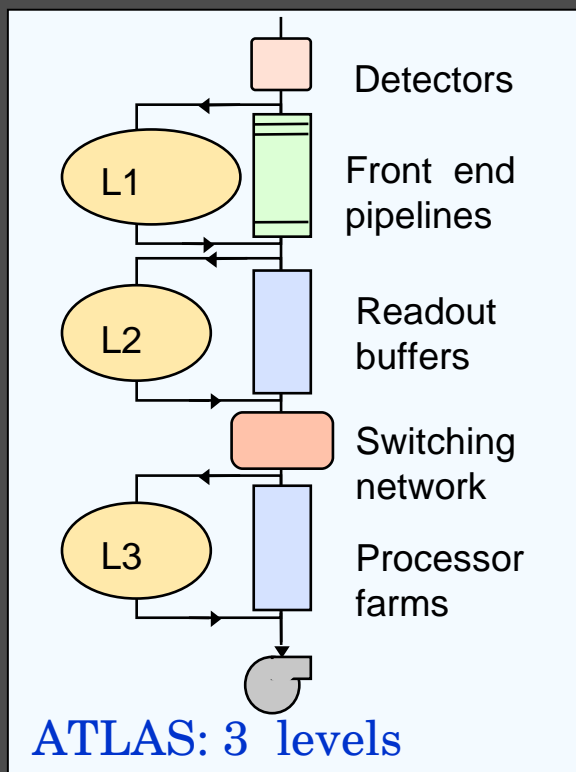 Detectors
L1
Front end
pipelines
L2
Readout
buffers
Switching
network
L3
Processor
farms
ATLAS: 3 levels